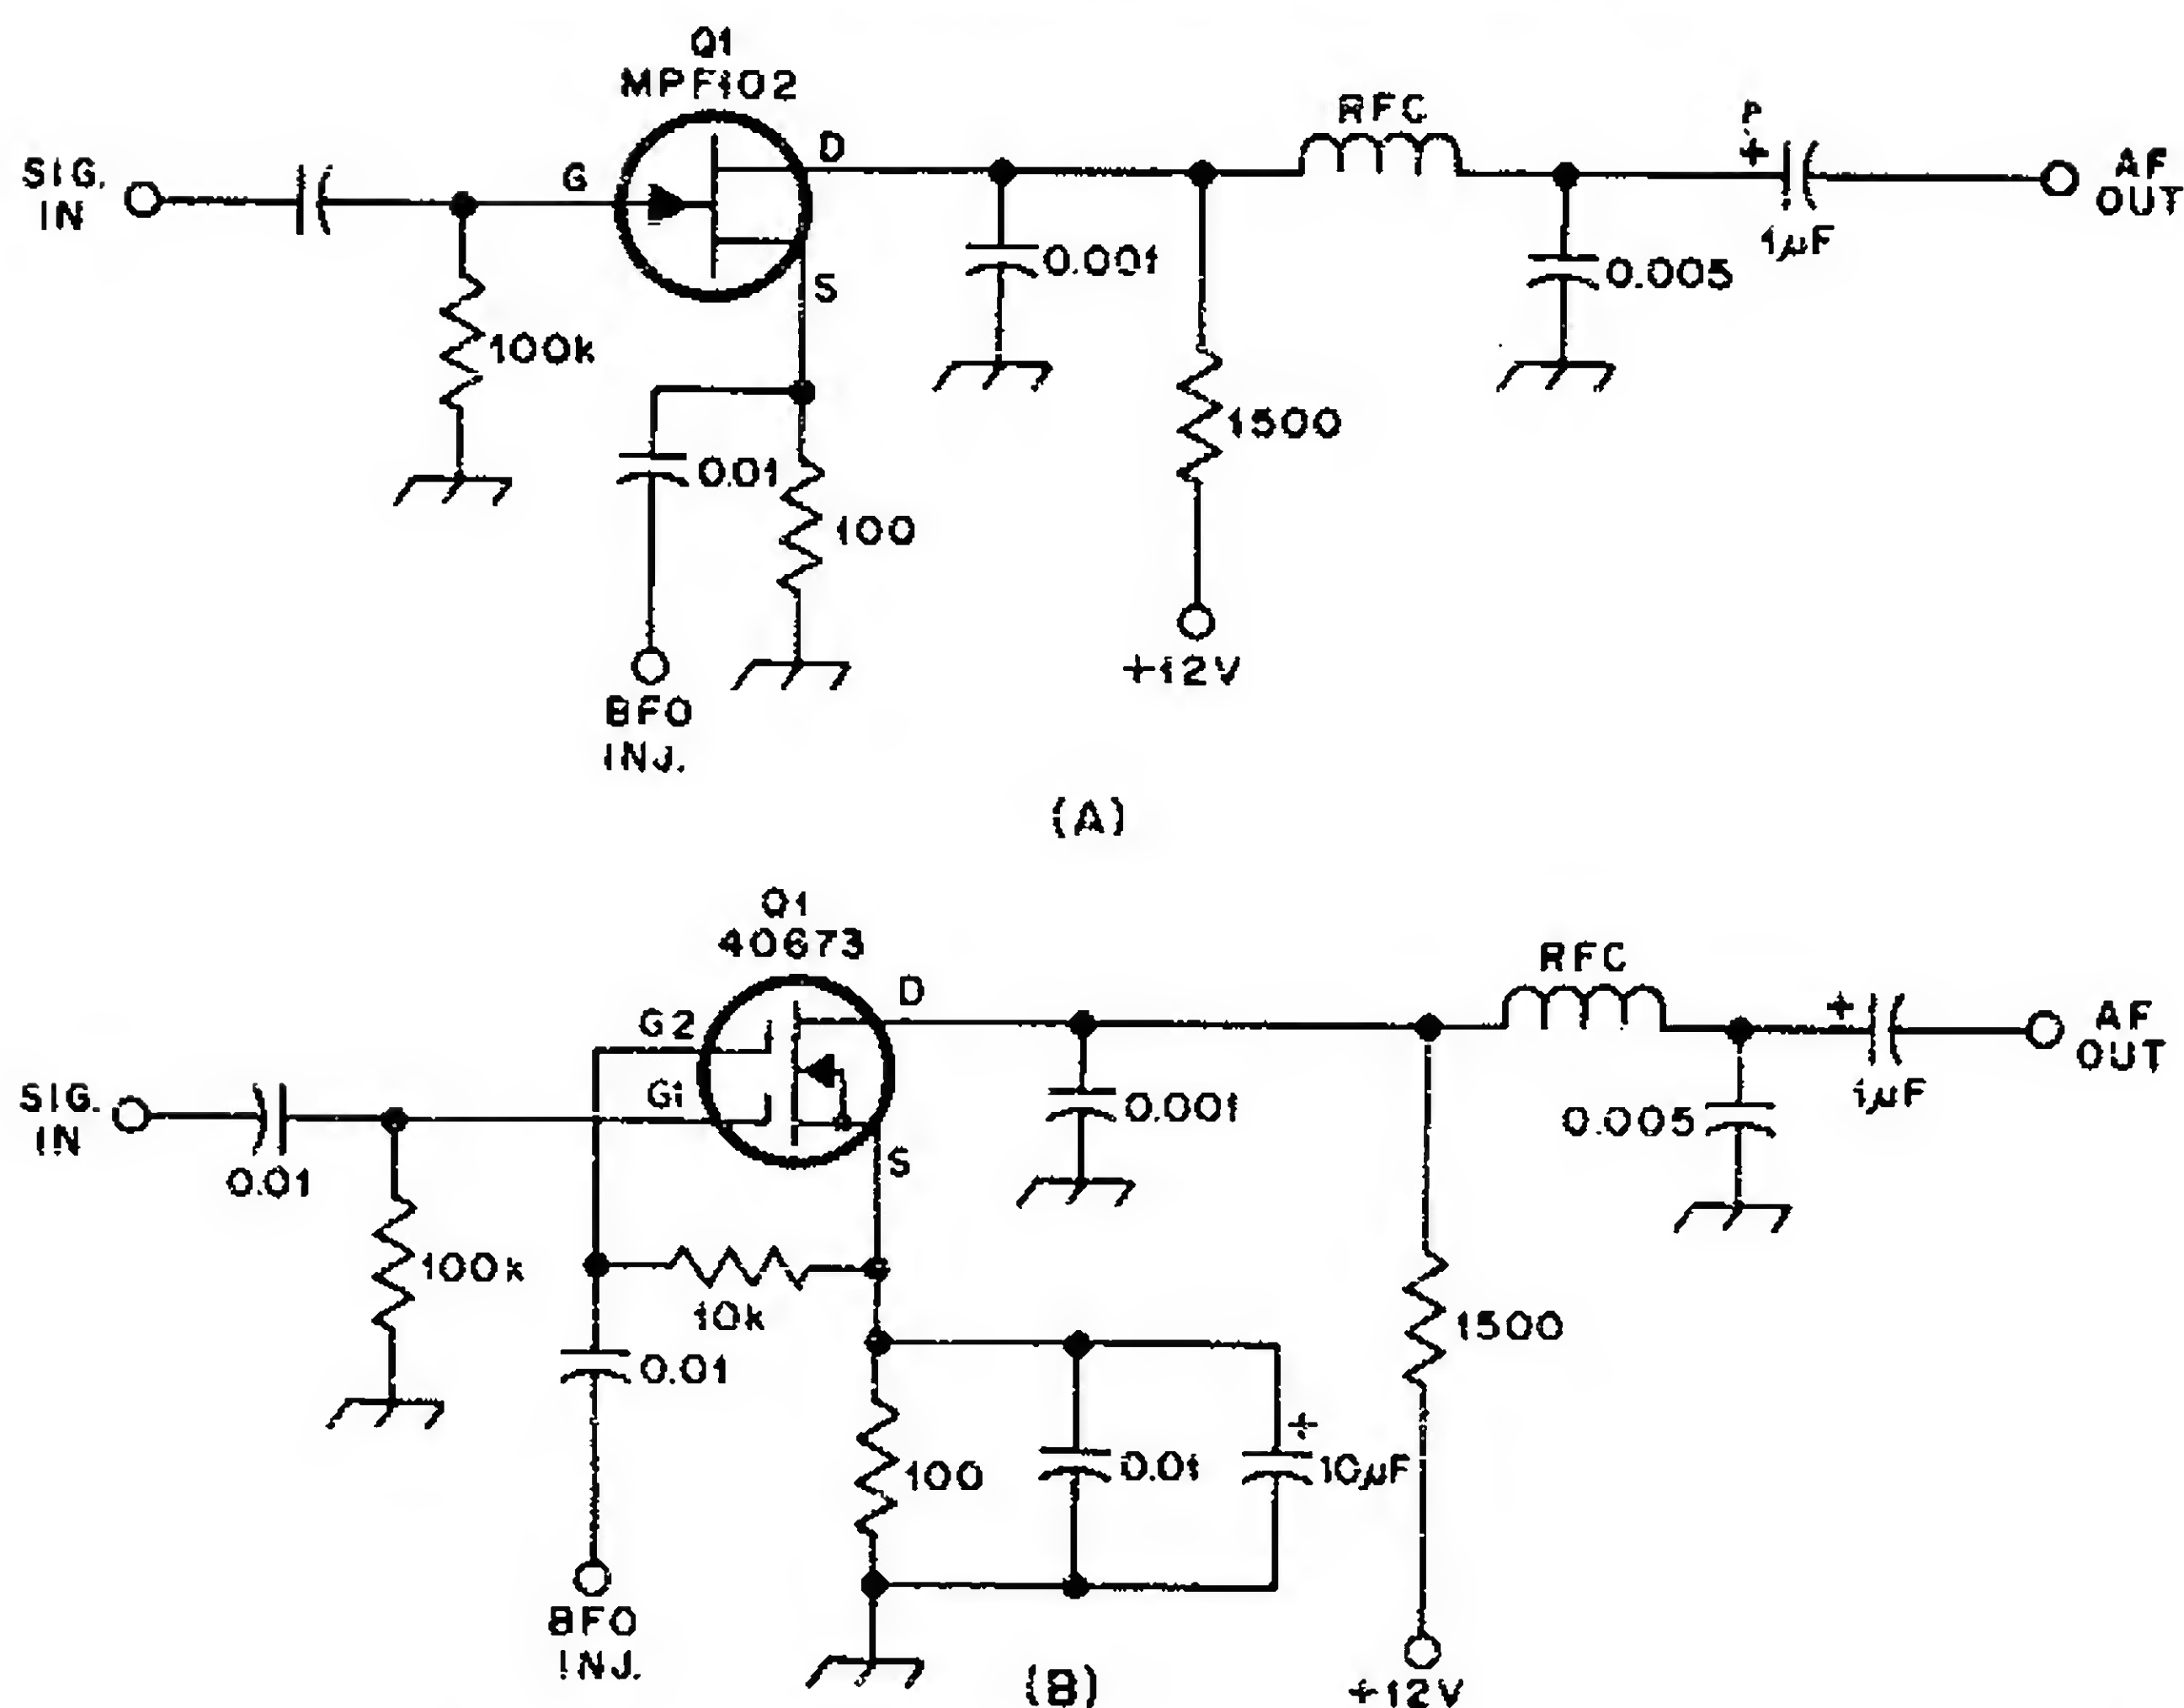 Q1
MPF102
SIG.
IN
G
D
S
RFC
P
+
1µF
AF
OUT
0.001
0.005
100k
0.01
100
1500
+12V
BFO
INJ.
(A)
Q1
40673
G2
G1
D
S
RFC
+
1µF
AF
OUT
SIG.
IN
0.01
0.001
0.005
100k
10k
0.01
100
0.01
+
10µF
1500
BFO
INJ.
+12V
(B)